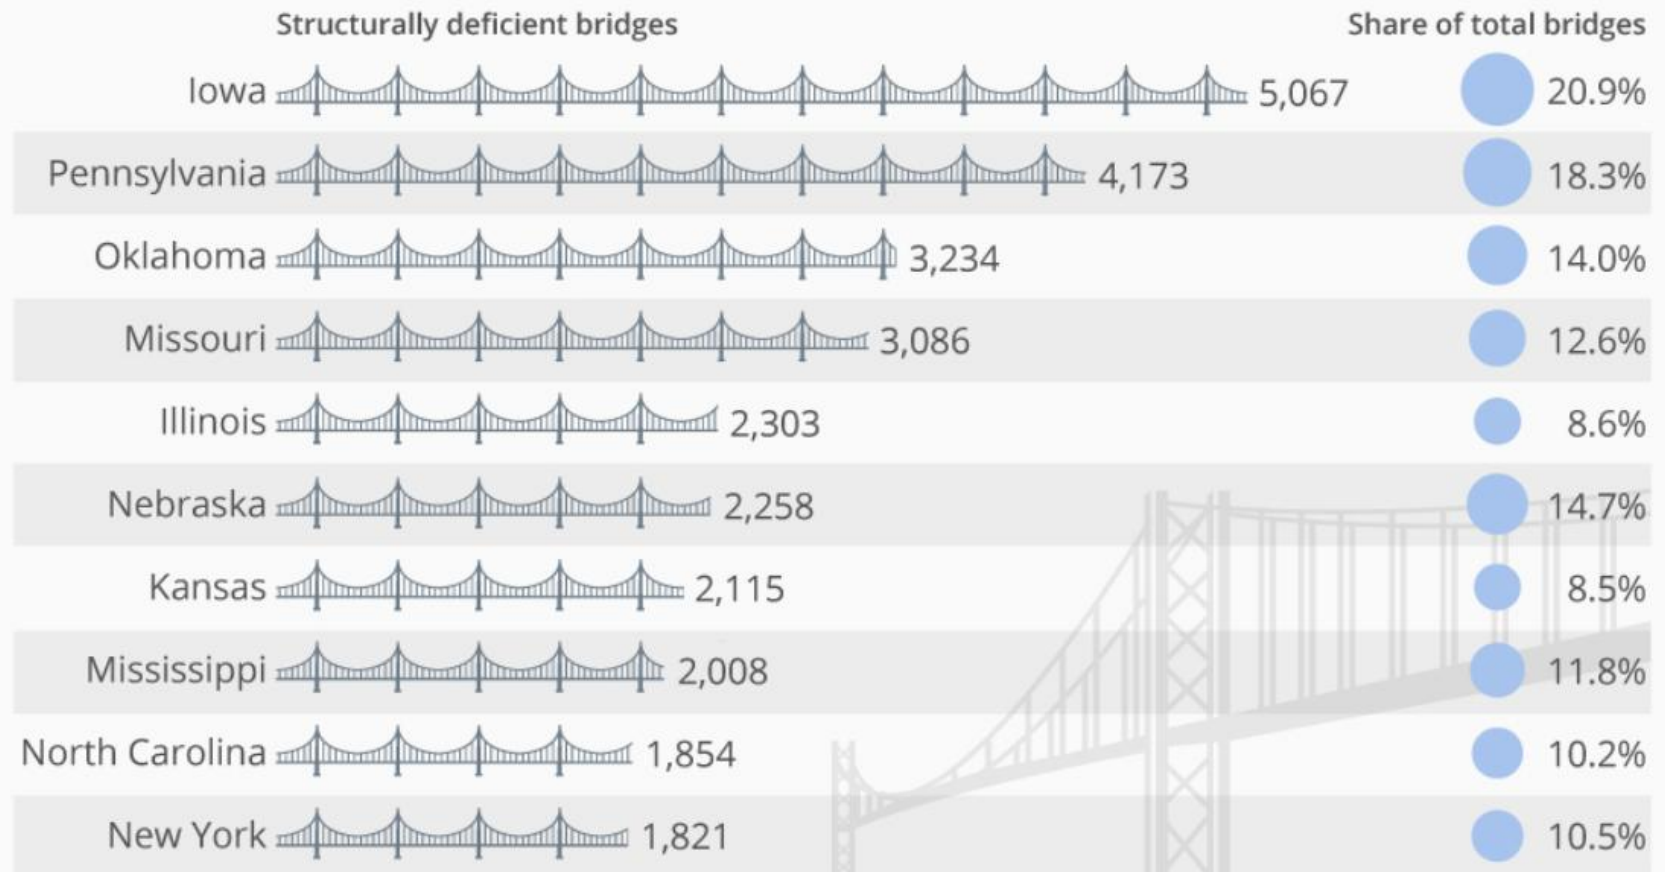 Structurally deficient bridges Share of total bridges
Iowa 5,067 20.9%
Pennsylvania 4,173 18.3%
Oklahoma 3,234 14.0%
Missouri 3,086 12.6%
Illinois 2,303 8.6%
Nebraska 2,258 14.7%
Kansas 2,115 8.5%
Mississippi 2,008 11.8%
North Carolina 1,854 10.2%
New York 1,821 10.5%